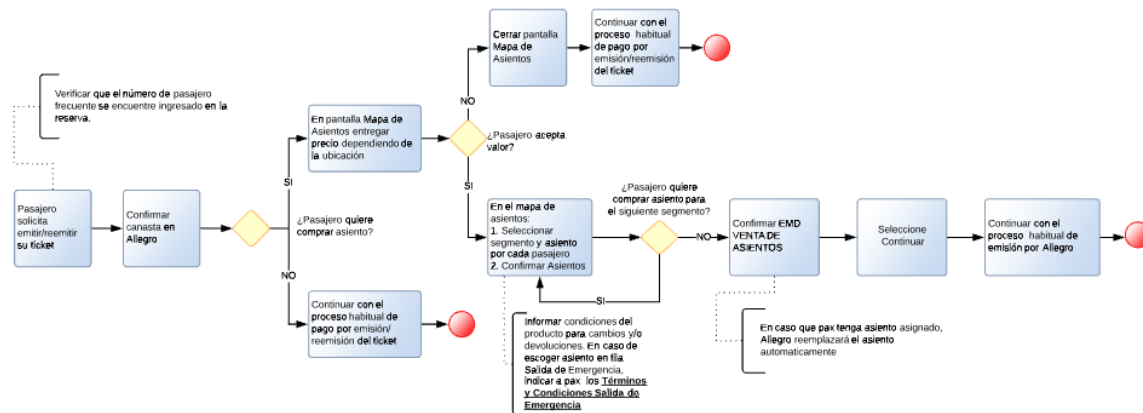 Verificar que el número de pasajero
frecuente se encuentre ingresado en la
reserva.
Pasajero
solicita
emitir/reemitir
su ticket
Confirmar
canasta en
Allegro
¿Pasajero quiere
comprar asiento?
SI
NO
En pantalla Mapa de
Asientos entregar
precio dependiendo de
la ubicación
Continuar con el
proceso habitual de
pago por emisión/
reemisión del ticket
¿Pasajero acepta
valor?
NO
SI
Cerrar pantalla
Mapa de
Asientos
Continuar con el
proceso habitual
de pago por
emisión/reemisión
del ticket
En el mapa de
asientos:
1. Seleccionar
segmento y asiento
por cada pasajero
2. Confirmar Asientos
¿Pasajero quiere
comprar asiento para
el siguiente segmento?
SI
NO
Informar condiciones del
producto para cambios y/o
devoluciones. En caso de
escoger asiento en fila
Salida de Emergencia,
indicar a pax los Términos
y Condiciones Salida de
Emergencia
Confirmar EMD
VENTA DE
ASIENTOS
Seleccione
Continuar
Continuar con el
proceso habitual de
emisión por Allegro
En caso que pax tenga asiento asignado,
Allegro reemplazará el asiento
automaticamente